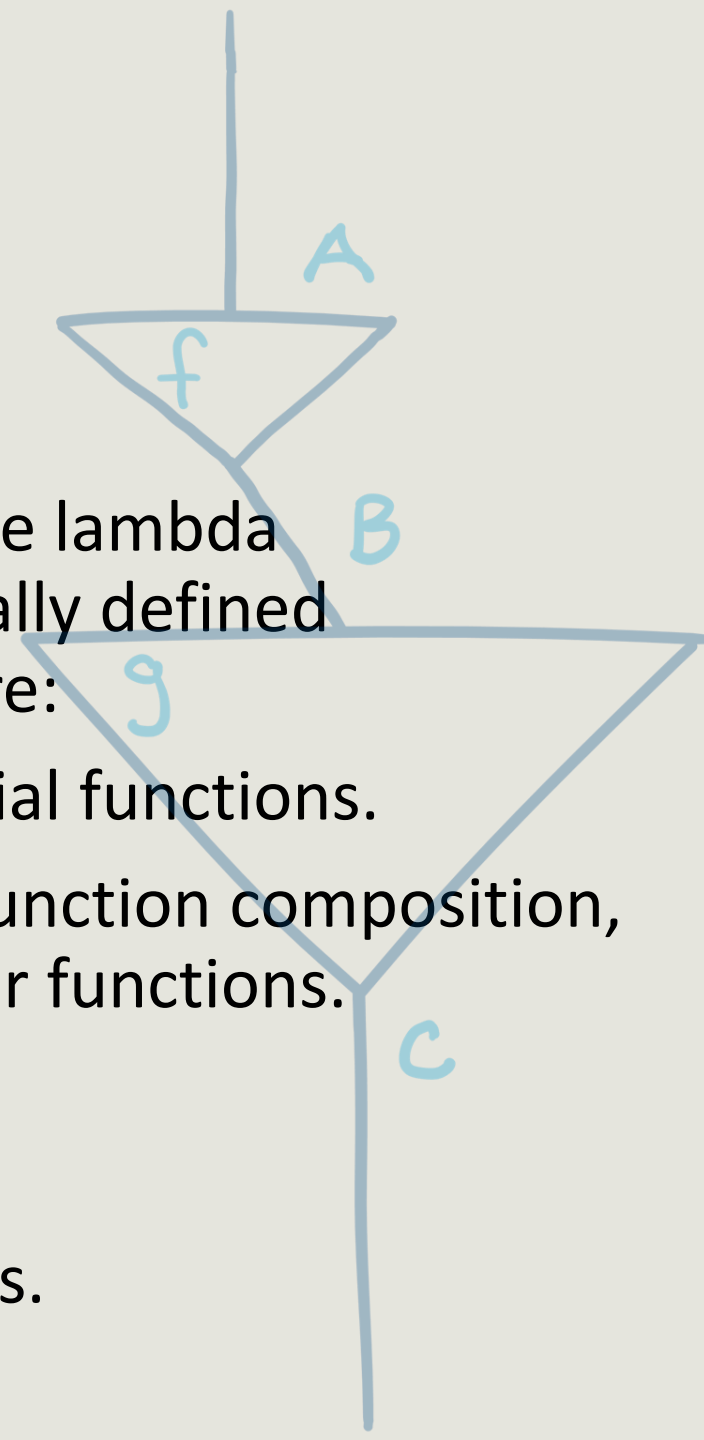 A
f
e lambda
B
ally defined
re:
g
ial functions.
unction composition,
r functions.
C
s.